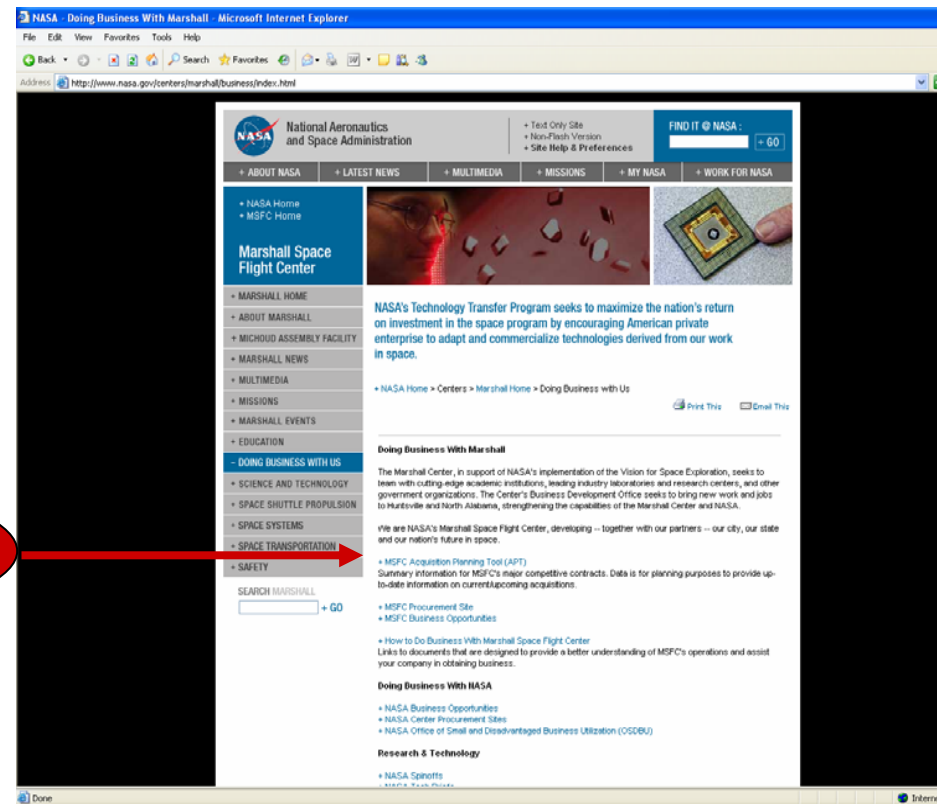 NASA - Doing Business With Marshall - Microsoft Internet Explorer
File Edit View Favorites Tools Help
Back Search Favorites
Address http://www.nasa.gov/centers/marshall/business/index.html
NASA
National Aeronautics
and Space Administration
+ Text Only Site
+ Non-Flash Version
+ Site Help & Preferences
FIND IT @ NASA :
+ GO
+ ABOUT NASA + LATEST NEWS + MULTIMEDIA + MISSIONS + MY NASA + WORK FOR NASA
+ NASA Home
+ MSFC Home
Marshall Space
Flight Center
+ MARSHALL HOME
+ ABOUT MARSHALL
+ MICHOUD ASSEMBLY FACILITY
+ MARSHALL NEWS
+ MULTIMEDIA
+ MISSIONS
+ MARSHALL EVENTS
+ EDUCATION
- DOING BUSINESS WITH US
+ SCIENCE AND TECHNOLOGY
+ SPACE SHUTTLE PROPULSION
+ SPACE SYSTEMS
+ SPACE TRANSPORTATION
+ SAFETY
SEARCH MARSHALL
+ GO
NASA's Technology Transfer Program seeks to maximize the nation's return
on investment in the space program by encouraging American private
enterprise to adapt and commercialize technologies derived from our work
in space.
+ NASA Home > Centers > Marshall Home > Doing Business with Us
Print This Email This
Doing Business With Marshall
The Marshall Center, in support of NASA's implementation of the Vision for Space Exploration, seeks to
team with cutting-edge academic institutions, leading industry laboratories and research centers, and other
government organizations. The Center's Business Development Office seeks to bring new work and jobs
to Huntsville and North Alabama, strengthening the capabilities of the Marshall Center and NASA.
We are NASA's Marshall Space Flight Center, developing -- together with our partners -- our city, our state
and our nation's future in space.
+ MSFC Acquisition Planning Tool (APT)
Summary information for MSFC's major competitive contracts. Data is for planning purposes to provide up-
to-date information on current/upcoming acquisitions.
+ MSFC Procurement Site
+ MSFC Business Opportunities
+ How to Do Business With Marshall Space Flight Center
Links to documents that are designed to provide a better understanding of MSFC's operations and assist
your company in obtaining business.
Doing Business With NASA
+ NASA Business Opportunities
+ NASA Center Procurement Sites
+ NASA Office of Small and Disadvantaged Business Utilization (OSDBU)
Research & Technology
+ NASA Spinoffs
Done